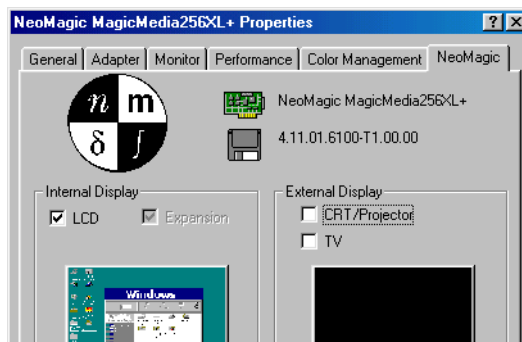 NeoMagic MagicMedia256XL+ Properties
General Adapter Monitor Performance Color Management NeoMagic
n m
δ ∫
NeoMagic MagicMedia256XL+
4.11.01.6100-T1.00.00
Internal Display
LCD Expansion
External Display
CRT/Projector
TV
Windows